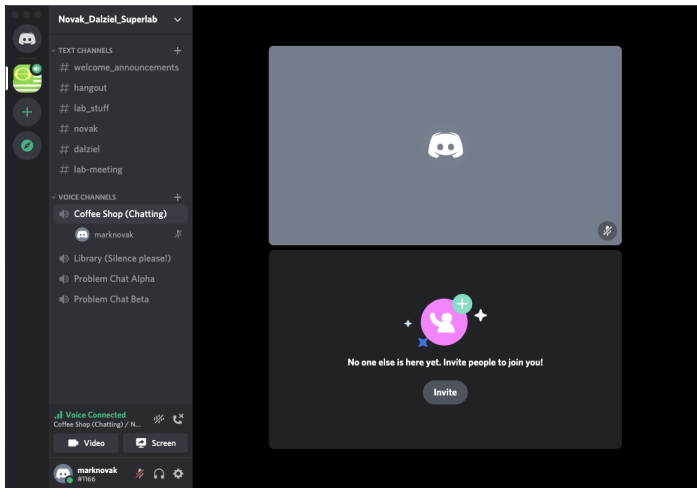 Novak_Dalziel_Superlab
TEXT CHANNELS
# welcome_announcements
# hangout
# lab_stuff
# novak
# dalziel
# lab-meeting
VOICE CHANNELS
Coffee Shop (Chatting)
marknovak
Library (Silence please!)
Problem Chat Alpha
Problem Chat Beta
No one else is here yet. Invite people to join you!
Invite
Voice Connected
Coffee Shop (Chatting) / N...
Video Screen
marknovak
#1166